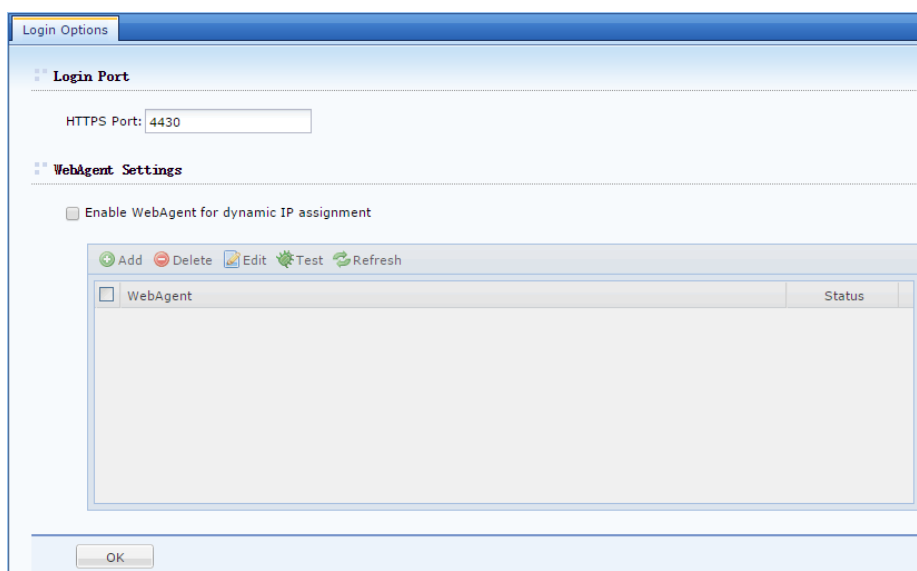 Login Options
Login Port
HTTPS Port: 4430
WebAgent Settings
Enable WebAgent for dynamic IP assignment
Add Delete Edit Test Refresh
WebAgent Status
OK